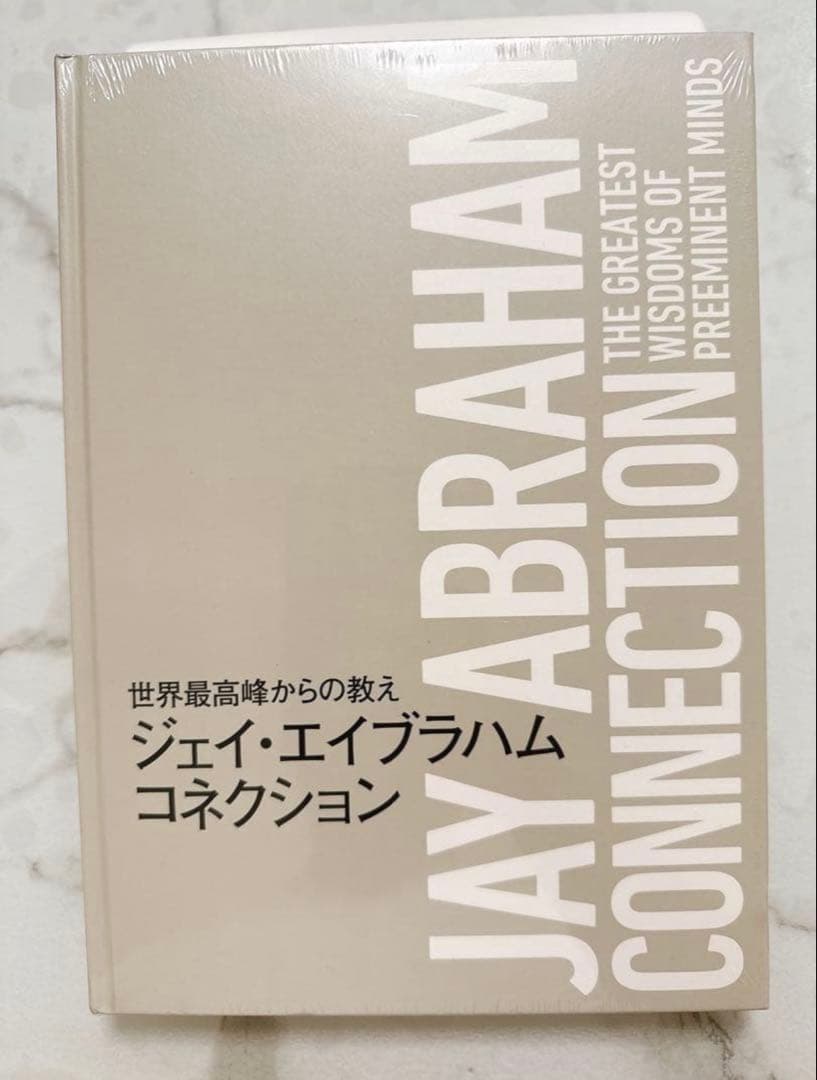 世界最高峰からの教え
ジェイ・エイブラハム
コネクション
JAY ABRAHAM
CONNECTION
THE GREATEST
WISDOMS OF
PREEMINENT MINDS